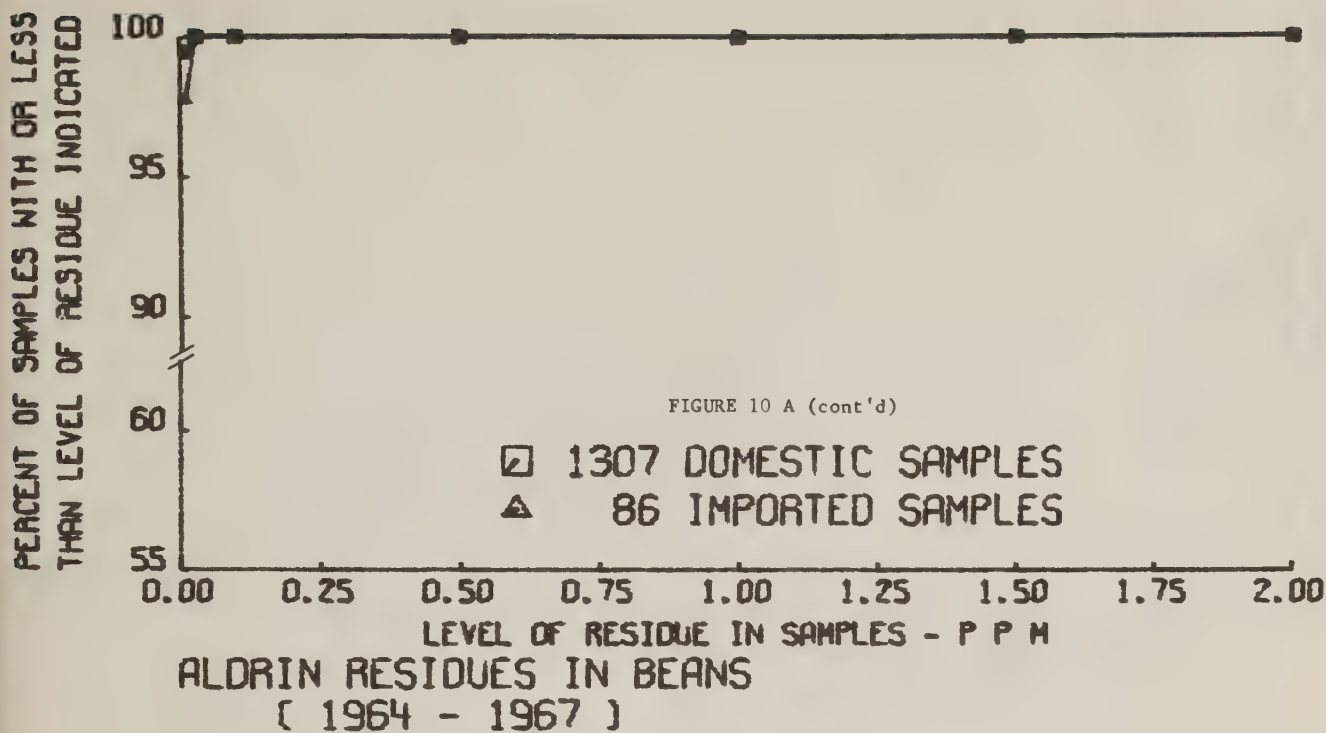 PERCENT OF SAMPLES WITH OR LESS
THAN LEVEL OF RESIDUE INDICATED
100
95
90
60
55
FIGURE 10 A (cont'd)
1307 DOMESTIC SAMPLES
86 IMPORTED SAMPLES
0.00 0.25 0.50 0.75 1.00 1.25 1.50 1.75 2.00
LEVEL OF RESIDUE IN SAMPLES - P P M
ALDRIN RESIDUES IN BEANS
[ 1964 - 1967 ]